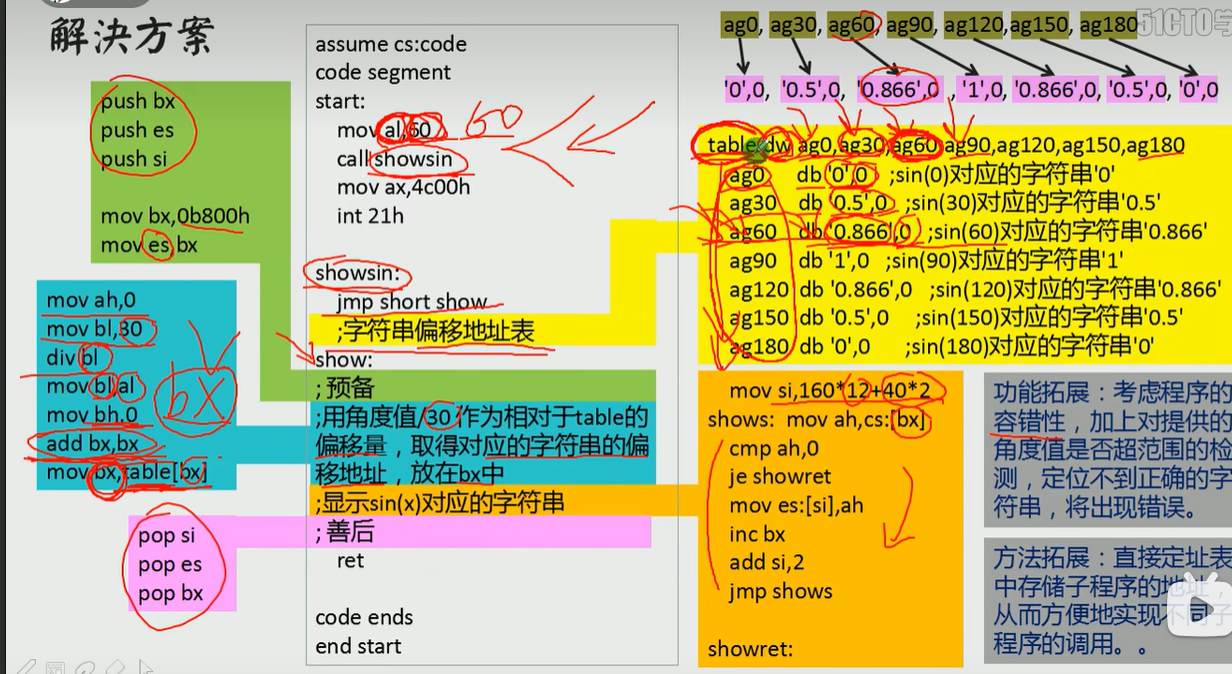 解决方案
push bx
push es
push si
mov bx,0b800h
mov es,bx
mov ah,0
mov bl,30
div bl
mov bl,al
mov bh,0
add bx,bx
mov bx,table[bx]
bx
pop si
pop es
pop bx
assume cs:code
code segment
start:
mov al,60
60
call showsin
mov ax,4c00h
int 21h
showsin:
jmp short show
;字符串偏移地址表
show:
; 预备
;用角度值/30 作为相对于table的
偏移量，取得对应的字符串的偏
移地址，放在bx中
;显示sin(x)对应的字符串
; 善后
ret
code ends
end start
ag0, ag30, ag60, ag90, ag120,ag150, ag180
51CTO学
'0',0, '0.5',0, '0.866',0 ,'1',0, '0.866',0, '0.5',0, '0',0
table dw ag0,ag30,ag60,ag90,ag120,ag150,ag180
ag0 db '0',0 ;sin(0)对应的字符串'0'
ag30 db '0.5',0 ;sin(30)对应的字符串'0.5'
ag60 db '0.866',0 ;sin(60)对应的字符串'0.866'
ag90 db '1',0 ;sin(90)对应的字符串'1'
ag120 db '0.866',0 ;sin(120)对应的字符串'0.866'
ag150 db '0.5',0 ;sin(150)对应的字符串'0.5'
ag180 db '0',0 ;sin(180)对应的字符串'0'
mov si,160*12+40*2
shows: mov ah,cs:[bx]
cmp ah,0
je showret
mov es:[si],ah
inc bx
add si,2
jmp shows
showret:
功能拓展：考虑程序的
容错性，加上对提供的
角度值是否超范围的检
测，定位不到正确的字
符串，将出现错误。
方法拓展：直接定址表
中存储子程序的地址，
从而方便地实现不同子
程序的调用。。